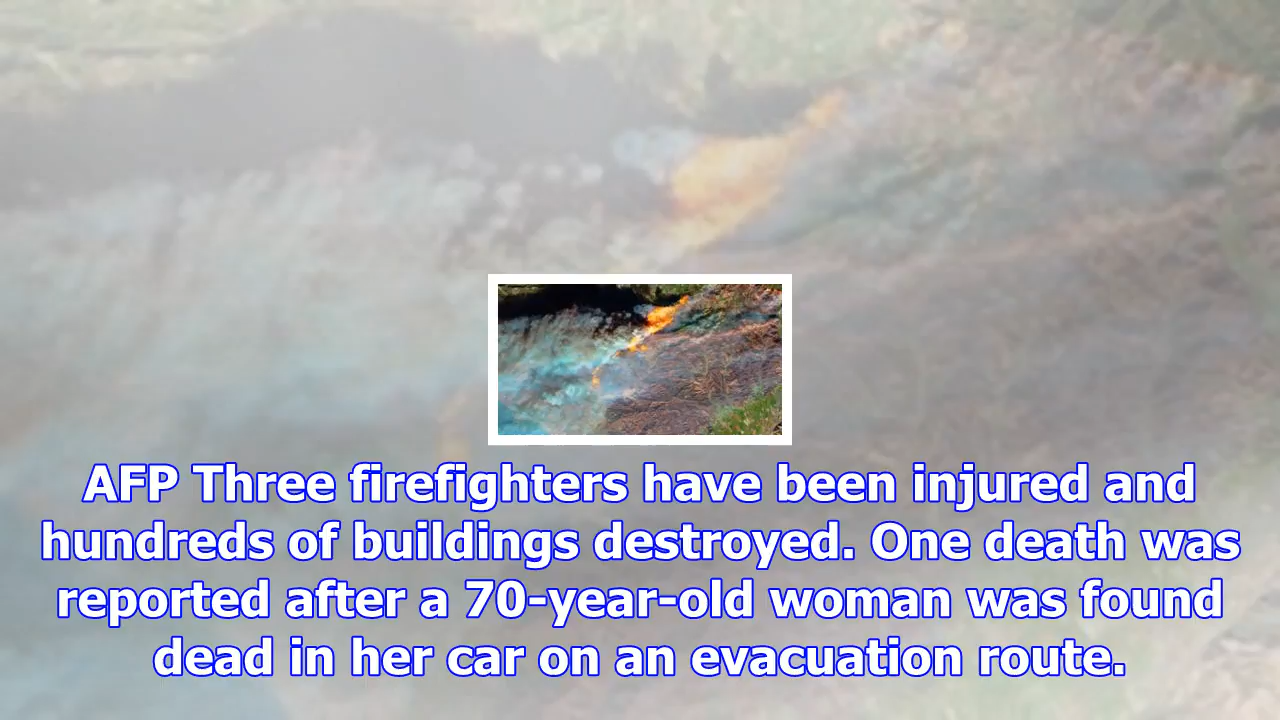 AFP Three firefighters have been injured and
hundreds of buildings destroyed. One death was
reported after a 70-year-old woman was found
dead in her car on an evacuation route.